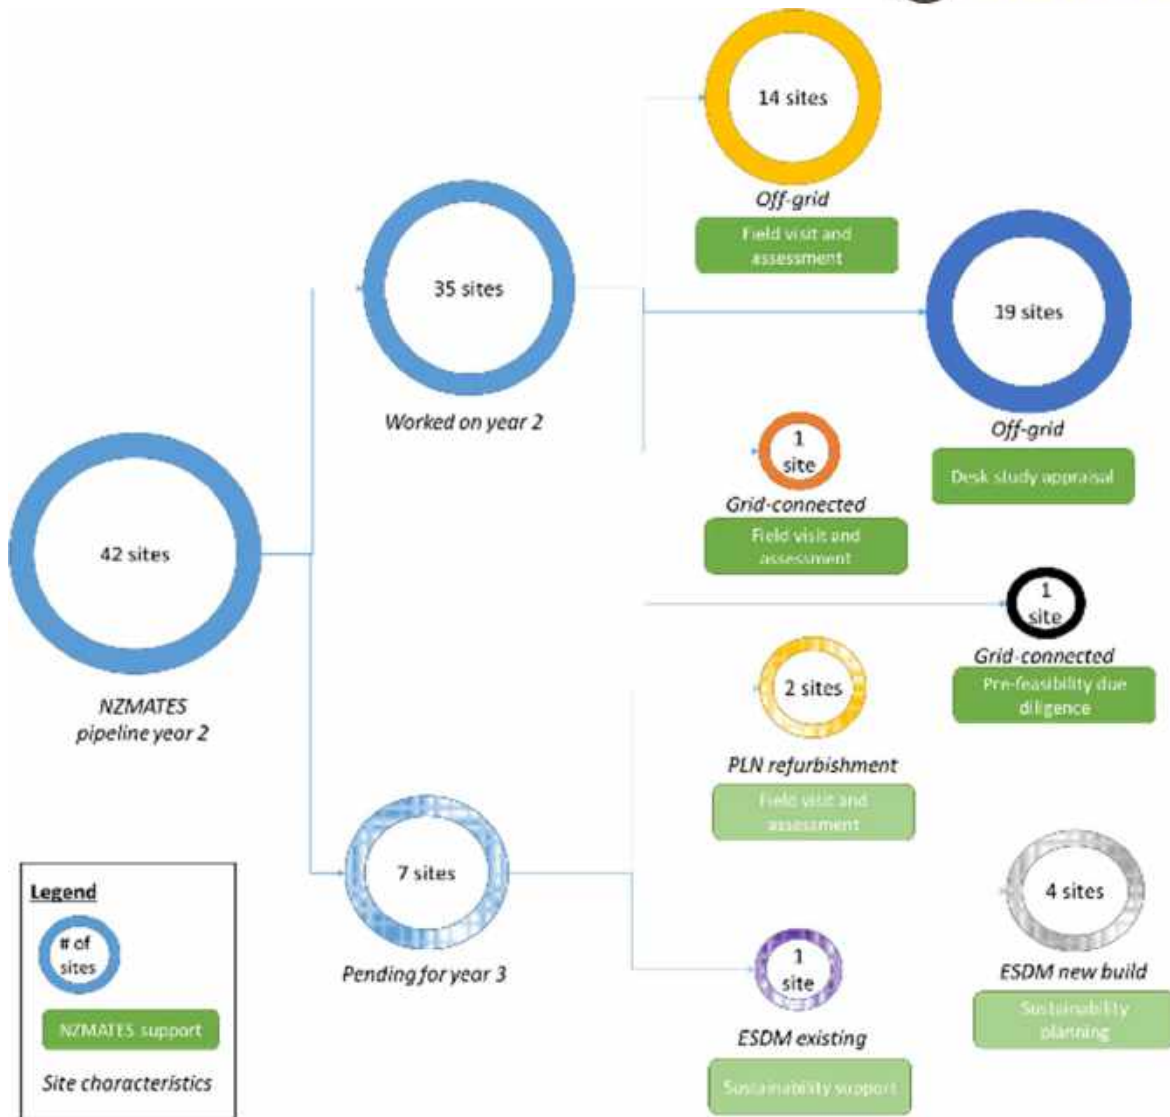 14 sites
Off-grid
Field visit and
assessment
35 sites
Worked on year 2
19 sites
Off-grid
Desk study appraisal
1
site
Grid-connected
Field visit and
assessment
42 sites
NZMATES
pipeline year 2
1
site
Grid-connected
Pre-feasibility due
diligence
2 sites
PLN refurbishment
Field visit and
assessment
7 sites
Pending for year 3
4 sites
ESDM new build
Sustainability
planning
1
site
ESDM existing
Sustainability support
Legend
# of
sites
NZMATES support
Site characteristics